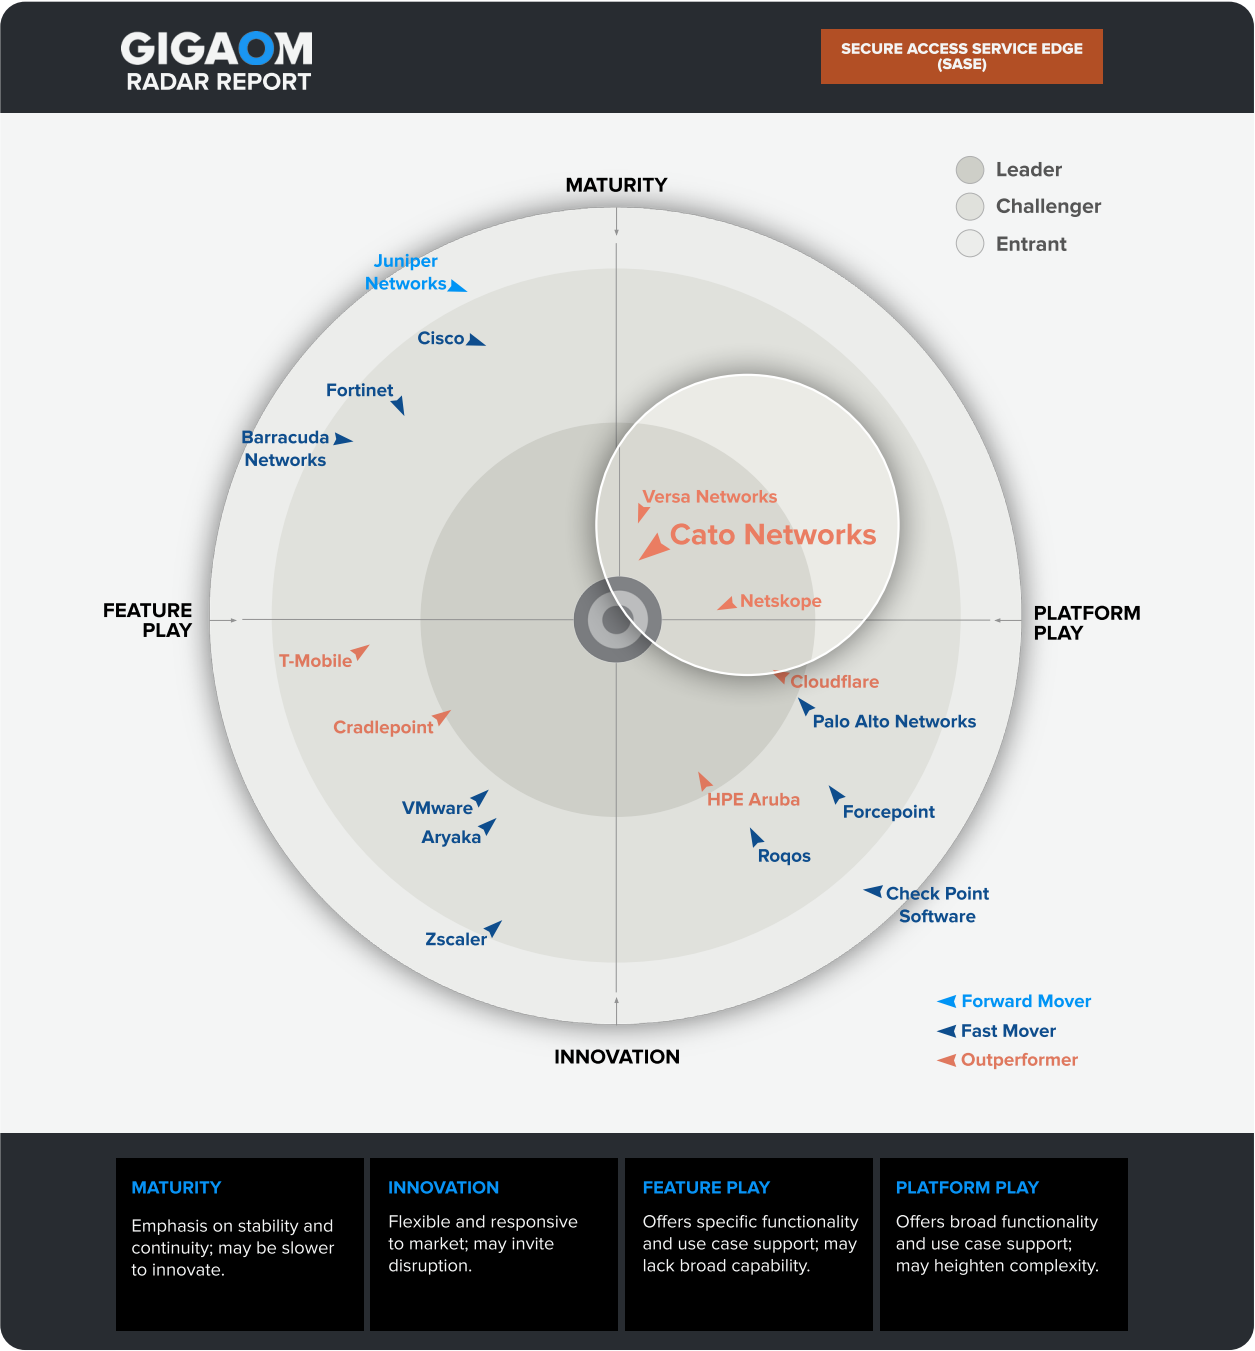 GIGAOM
RADAR REPORT
SECURE ACCESS SERVICE EDGE
(SASE)
Leader
Challenger
Entrant
MATURITY
Juniper
Networks
Cisco
Fortinet
Barracuda
Networks
Versa Networks
Cato Networks
Netskope
FEATURE
PLAY
PLATFORM
PLAY
T-Mobile
Cloudflare
Cradlepoint
Palo Alto Networks
VMware
HPE Aruba
Aryaka
Forcepoint
Roqos
Check Point
Software
Zscaler
Forward Mover
Fast Mover
Outperformer
INNOVATION
MATURITY
Emphasis on stability and
continuity; may be slower
to innovate.
INNOVATION
Flexible and responsive
to market; may invite
disruption.
FEATURE PLAY
Offers specific functionality
and use case support; may
lack broad capability.
PLATFORM PLAY
Offers broad functionality
and use case support;
may heighten complexity.